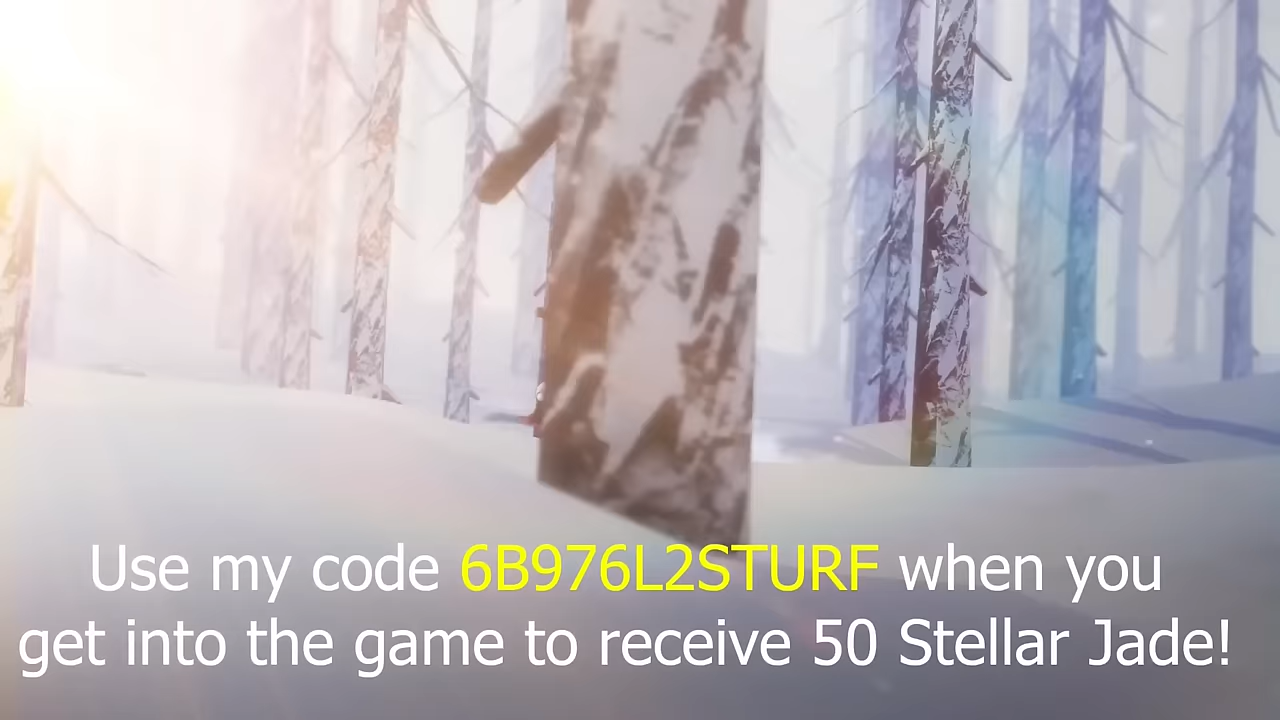 Use my code 6B976L2STURF when you
get into the game to receive 50 Stellar Jade!